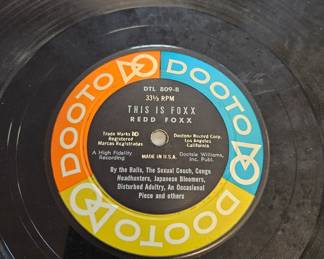 DOOTO
DOOTO
DOOTO
DOOTO
DTL 809-B
33⅓ RPM
THIS IS FOXX
REDD FOXX
Trade Marks DO
Registered
Marcas Registradas
Dootone Record Corp.
Los Angeles
California
A High Fidelity
Recording
MADE IN U.S.A.
Dootsie Williams,
Inc. Publ.
By the Balls, The Sexual Couch, Congo
Headhunters, Japanese Bloomers,
Disturbed Adultry, An Occasional
Piece and others